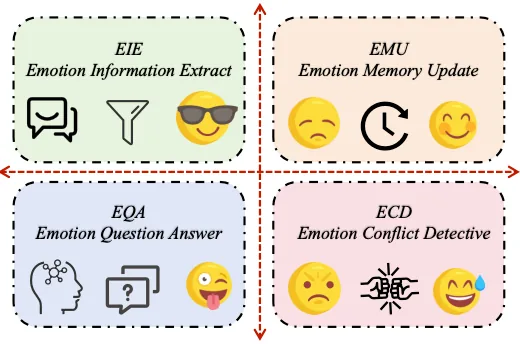 EIE
Emotion Information Extract
EMU
Emotion Memory Update
EQA
Emotion Question Answer
?
ECD
Emotion Conflict Detective